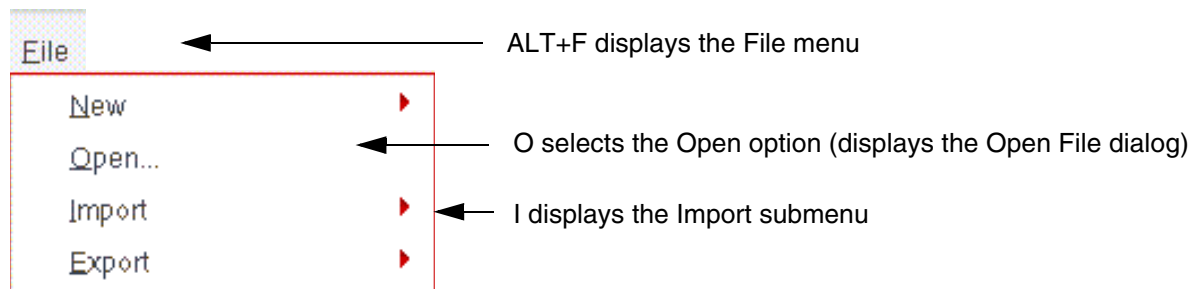 File ALT+F displays the File menu
New
Open... O selects the Open option (displays the Open File dialog)
Import I displays the Import submenu
Export